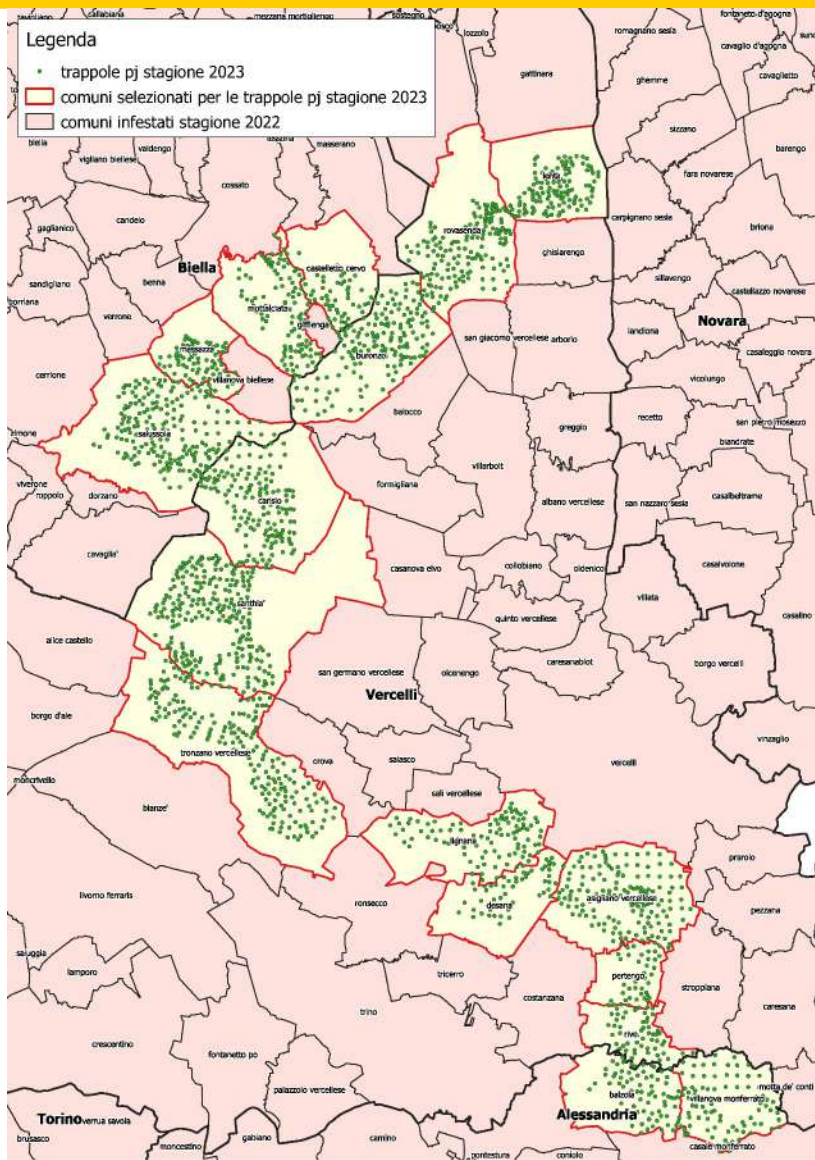 Legenda
trappole pj stagione 2023
comuni selezionati per le trappole pj stagione 2023
comuni infestati stagione 2022
callabiana
mezzana mortigliengo
sostegno
lozzolo
romagnano sesia
fontaneto d'agogna
cavaglio d'agogna
gattinara
ghemme
cavaglietto
biella
valdengo
vigliano biellese
masserano
sizzano
barengo
cossato
lenta
fara novarese
gaglianico
candelo
carpignano sesia
briona
rovasenda
castelletto cervo
ghislarengo
Biella
sandigliano
benna
sillavengo
castellazzo novarese
mottalciata
verrone
gifflenga
Novara
landiona
san giacomo vercellese
arborio
massazza
buronzo
casaleggio novara
cerrione
villanova biellese
vicolungo
balocco
greggio
recetto
san pietro mosezzo
biandrate
salussola
villarboit
viverone
roppolo
dorzano
formigliana
carisio
albano vercellese
san nazzaro sesia
casalbeltrame
cavaglia'
casanova elvo
collobiano
oldenico
casalvolone
villata
santhia'
quinto vercellese
casalino
alice castello
caresanablot
borgo vercelli
san germano vercellese
olcenengo
Vercelli
borgo d'ale
vinzaglio
tronzano vercellese
crova
salasco
vercelli
moncrivello
bianze'
sali vercellese
lignana
prarolo
livorno ferraris
ronsecco
desana
asigliano vercellese
pezzana
saluggia
lamporo
tricerro
pertengo
costanzana
stroppiana
caresana
trino
crescentino
rive
fontanetto po
palazzolo vercellese
balzola
villanova monferrato
motta de' conti
Torino
verrua savoia
Alessandria
brusasco
moncestino
gabiano
camino
pontestura
coniolo
casale monferrato